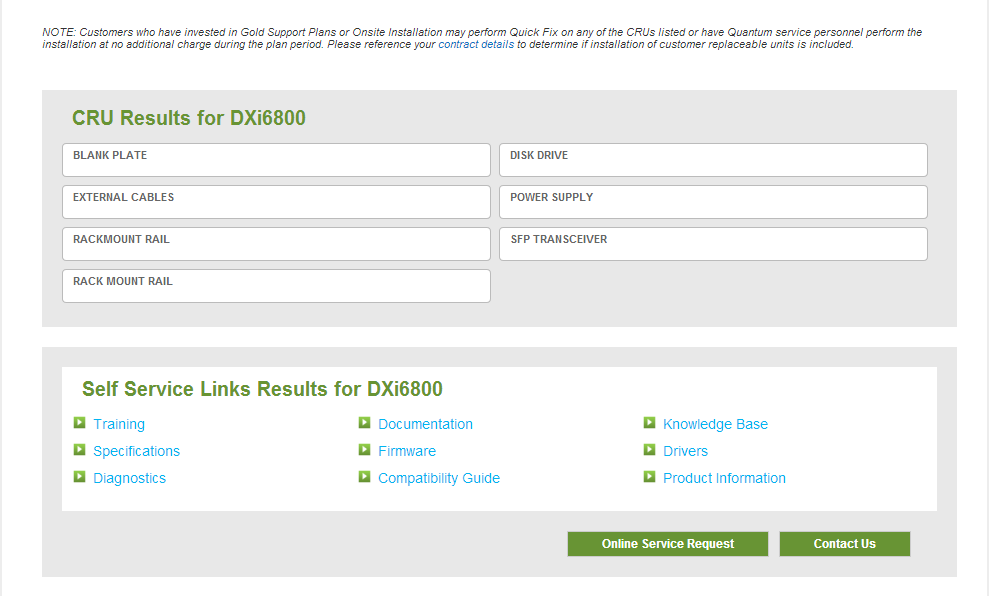 NOTE: Customers who have invested in Gold Support Plans or Onsite Installation may perform Quick Fix on any of the CRUs listed or have Quantum service personnel perform the
installation at no additional charge during the plan period. Please reference your contract details to determine if installation of customer replaceable units is included.
CRU Results for DXi6800
BLANK PLATE
DISK DRIVE
EXTERNAL CABLES
POWER SUPPLY
RACKMOUNT RAIL
SFP TRANSCEIVER
RACK MOUNT RAIL
Self Service Links Results for DXi6800
Training
Documentation
Knowledge Base
Specifications
Firmware
Drivers
Diagnostics
Compatibility Guide
Product Information
Online Service Request
Contact Us